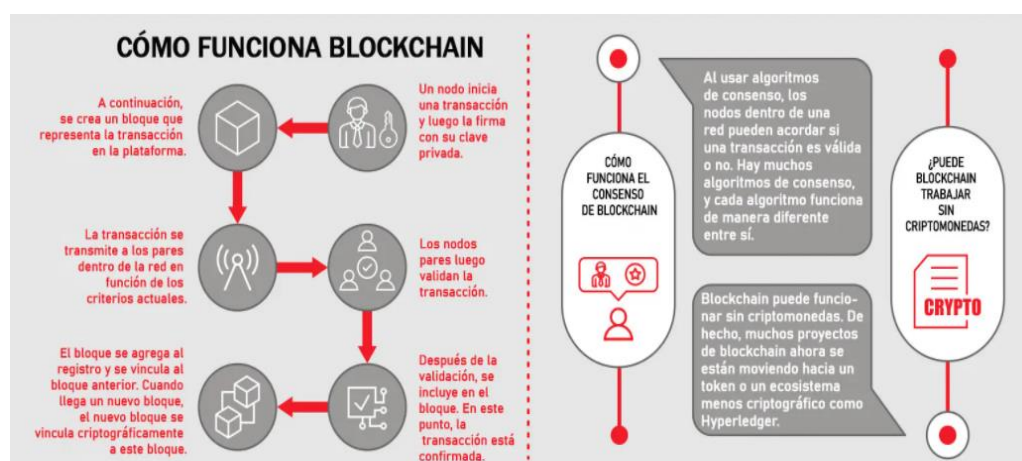 CÓMO FUNCIONA BLOCKCHAIN
Un nodo inicia
una transacción
y luego la firma
con su clave
privada.
A continuación,
se crea un bloque que
representa la transacción
en la plataforma.
La transacción se
transmite a los pares
dentro de la red en
función de los
criterios actuales.
Los nodos
pares luego
validan la
transacción.
Después de la
validación, se
incluye en el
bloque. En este
punto, la
transacción está
confirmada.
El bloque se agrega al
registro y se vincula al
bloque anterior. Cuando
llega un nuevo bloque,
el nuevo bloque se
vincula criptográficamente
a este bloque.
CÓMO
FUNCIONA EL
CONSENSO
DE BLOCKCHAIN
Al usar algoritmos
de consenso, los
nodos dentro de una
red pueden acordar si
una transacción es válida
o no. Hay muchos
algoritmos de consenso,
y cada algoritmo funciona
de manera diferente
entre sí.
¿PUEDE
BLOCKCHAIN
TRABAJAR
SIN
CRIPTOMONEDAS?
CRYPTO
Blockchain puede funcio-
nar sin criptomonedas. De
hecho, muchos proyectos
de blockchain ahora se
están moviendo hacia un
token o un ecosistema
menos criptográfico como
Hyperledger.